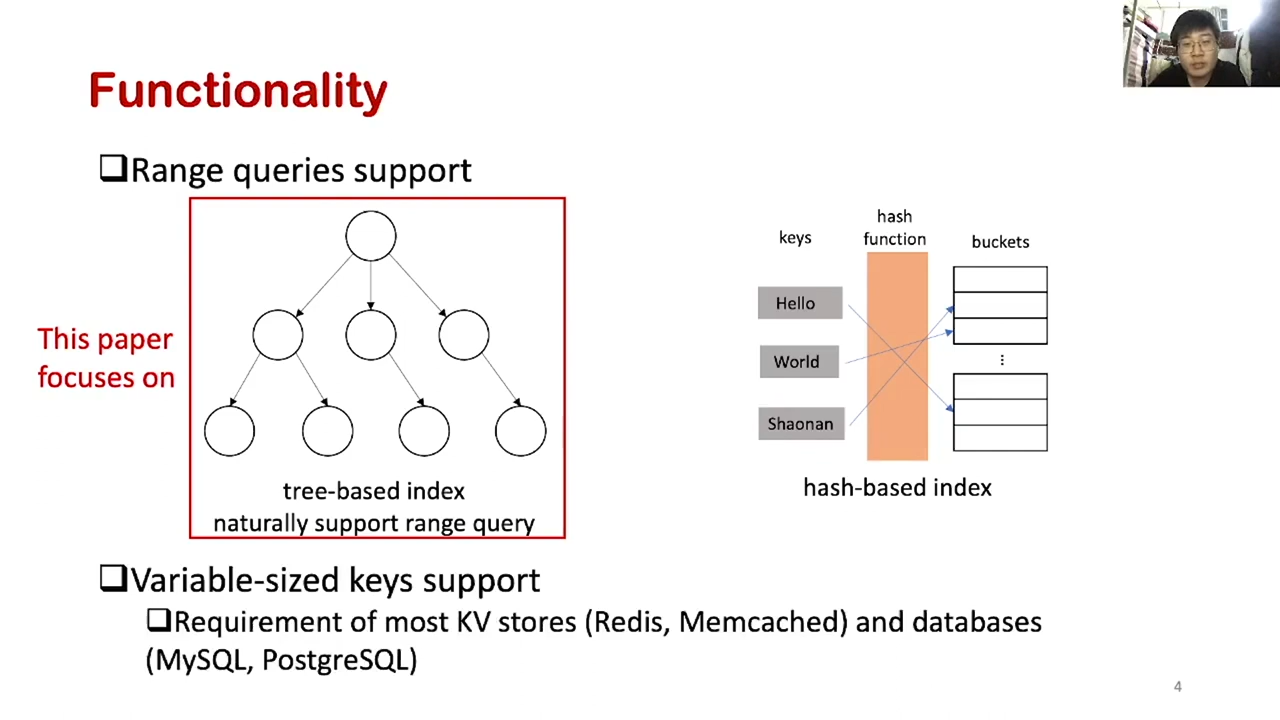 Functionality
❑Range queries support
This paper
focuses on
tree-based index
naturally support range query
keys
hash
function
buckets
Hello
World
Shaonan
⋮
hash-based index
❑Variable-sized keys support
❑Requirement of most KV stores (Redis, Memcached) and databases
(MySQL, PostgreSQL)
4